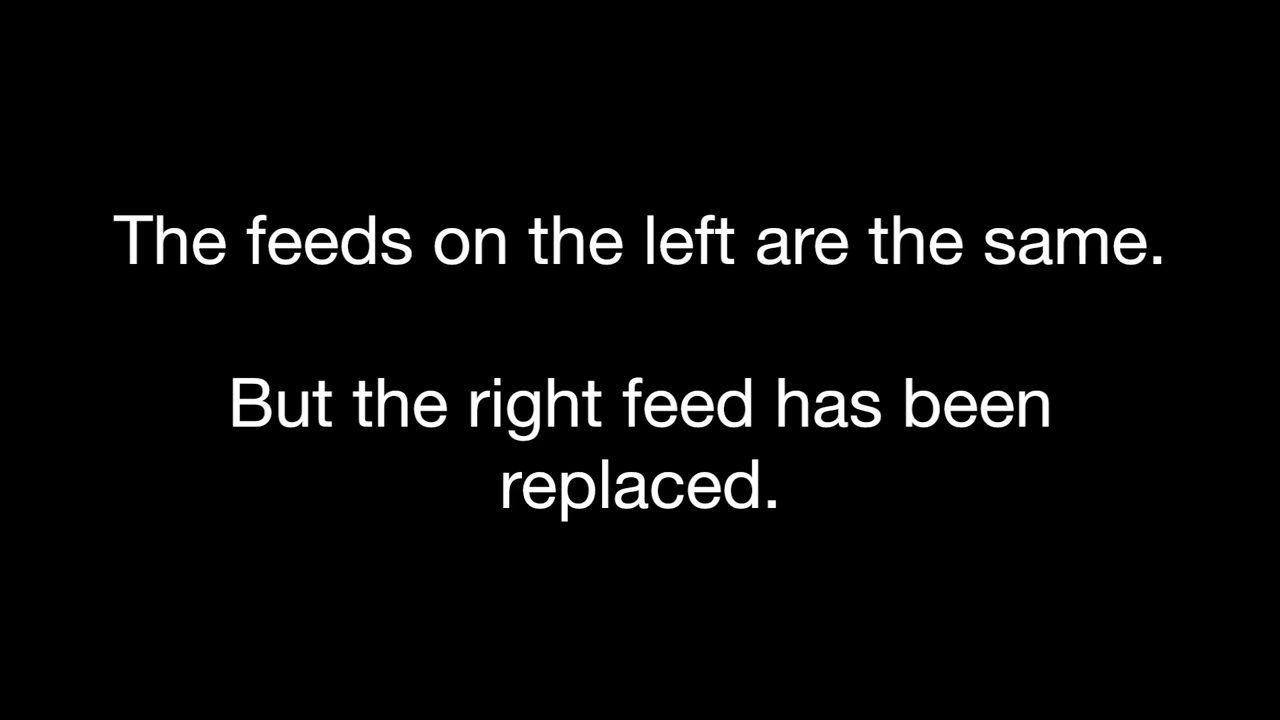 The feeds on the left are the same.
But the right feed has been
replaced.